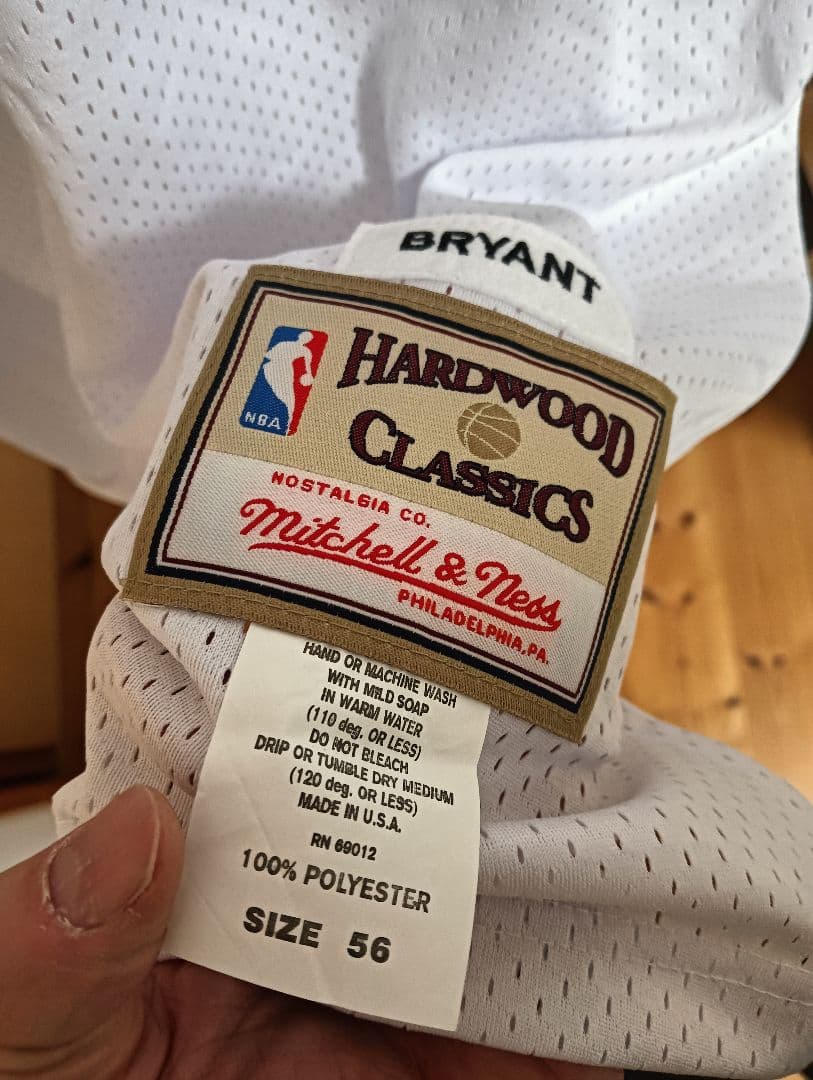 BRYANT
NBA
HARDWOOD
CLASSICS
NOSTALGIA CO.
Mitchell & Ness
PHILADELPHIA, PA.
HAND OR MACHINE WASH
WITH MILD SOAP
IN WARM WATER
(110 deg. OR LESS)
DO NOT BLEACH
DRIP OR TUMBLE DRY MEDIUM
(120 deg. OR LESS)
MADE IN U.S.A.
RN 69012
100% POLYESTER
SIZE 56